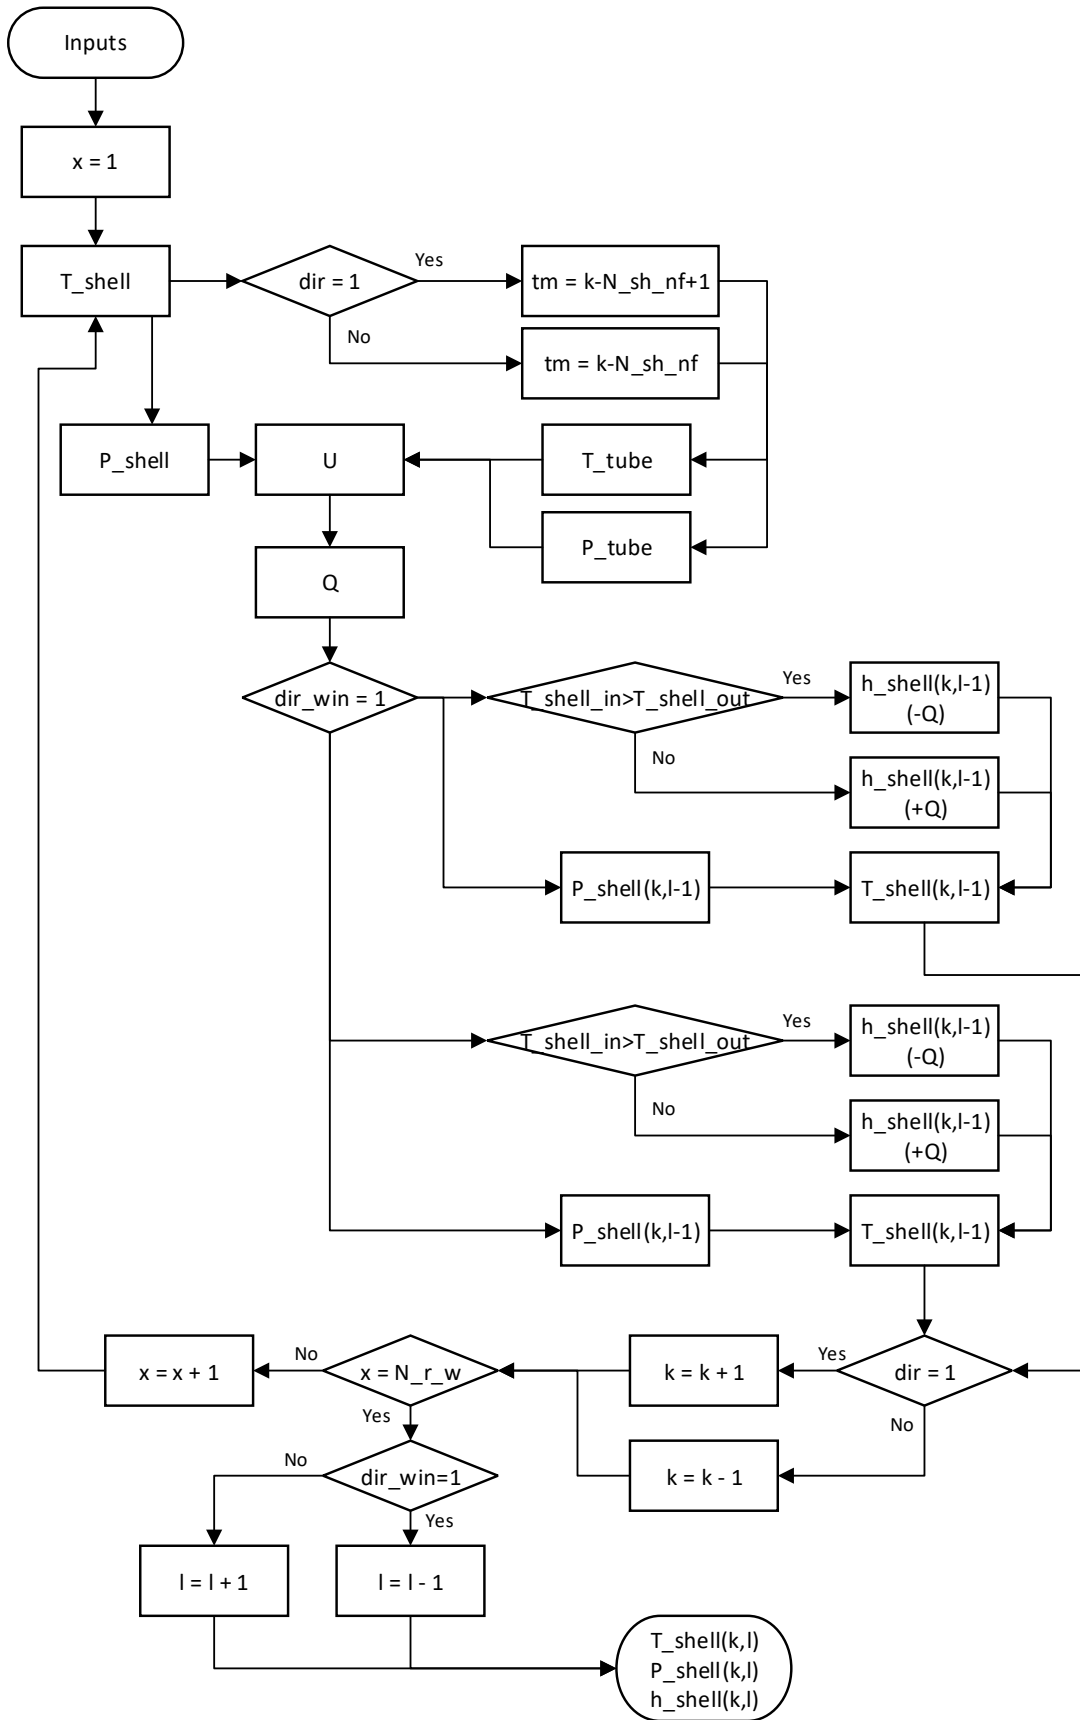 Inputs
x = 1
T_shell
dir = 1
Yes
tm = k-N_sh_nf+1
No
tm = k-N_sh_nf
P_shell
U
T_tube
P_tube
Q
dir_win = 1
T_shell_in>T_shell_out
Yes
h_shell(k,l-1)
(-Q)
No
h_shell(k,l-1)
(+Q)
P_shell(k,l-1)
T_shell(k,l-1)
T_shell_in>T_shell_out
Yes
h_shell(k,l-1)
(-Q)
No
h_shell(k,l-1)
(+Q)
P_shell(k,l-1)
T_shell(k,l-1)
x = x + 1
No
x = N_r_w
k = k + 1
Yes
dir = 1
Yes
No
No
dir_win=1
k = k - 1
Yes
l = l + 1
l = l - 1
T_shell(k,l)
P_shell(k,l)
h_shell(k,l)